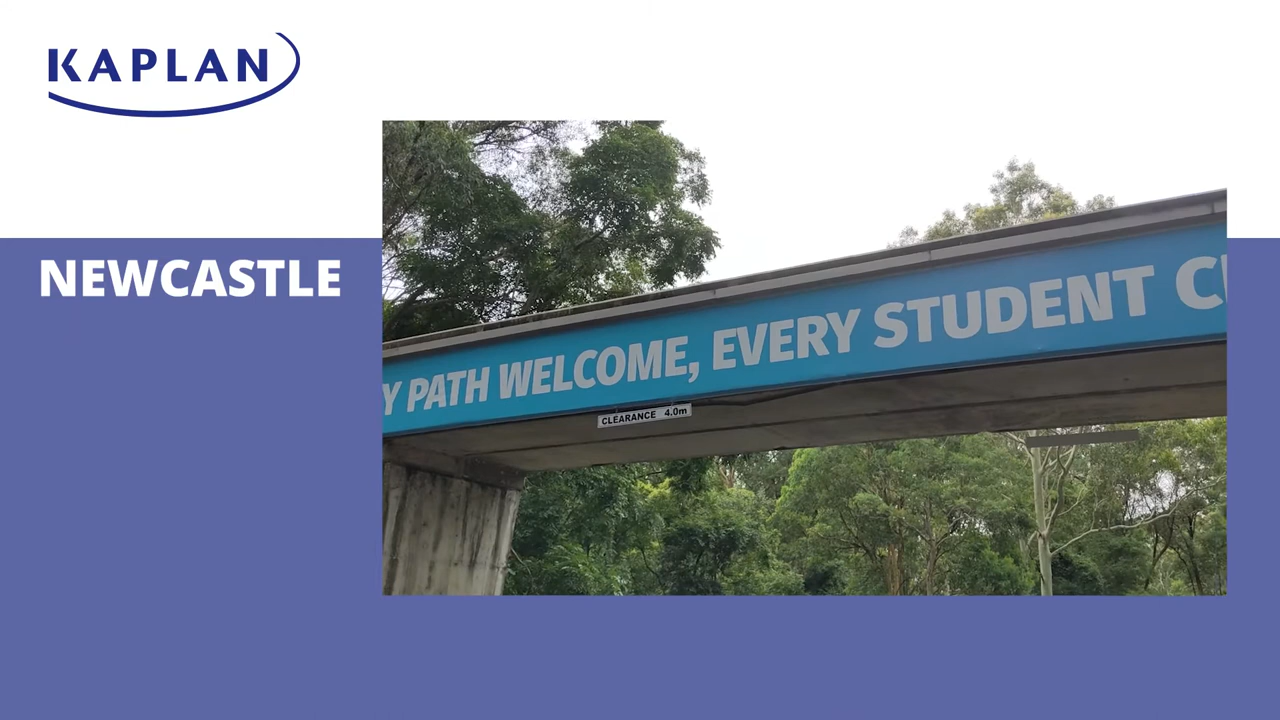 KAPLAN
NEWCASTLE
Y PATH WELCOME, EVERY STUDENT C
CLEARANCE 4.0m